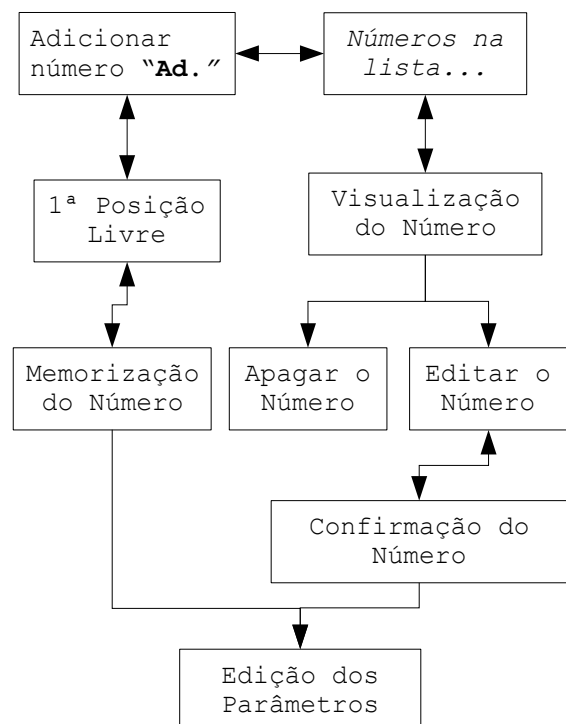 Adicionar
número “Ad.”
Números na
lista...
1ª Posição
Livre
Visualização
do Número
Memorização
do Número
Apagar o
Número
Editar o
Número
Confirmação do
Número
Edição dos
Parâmetros